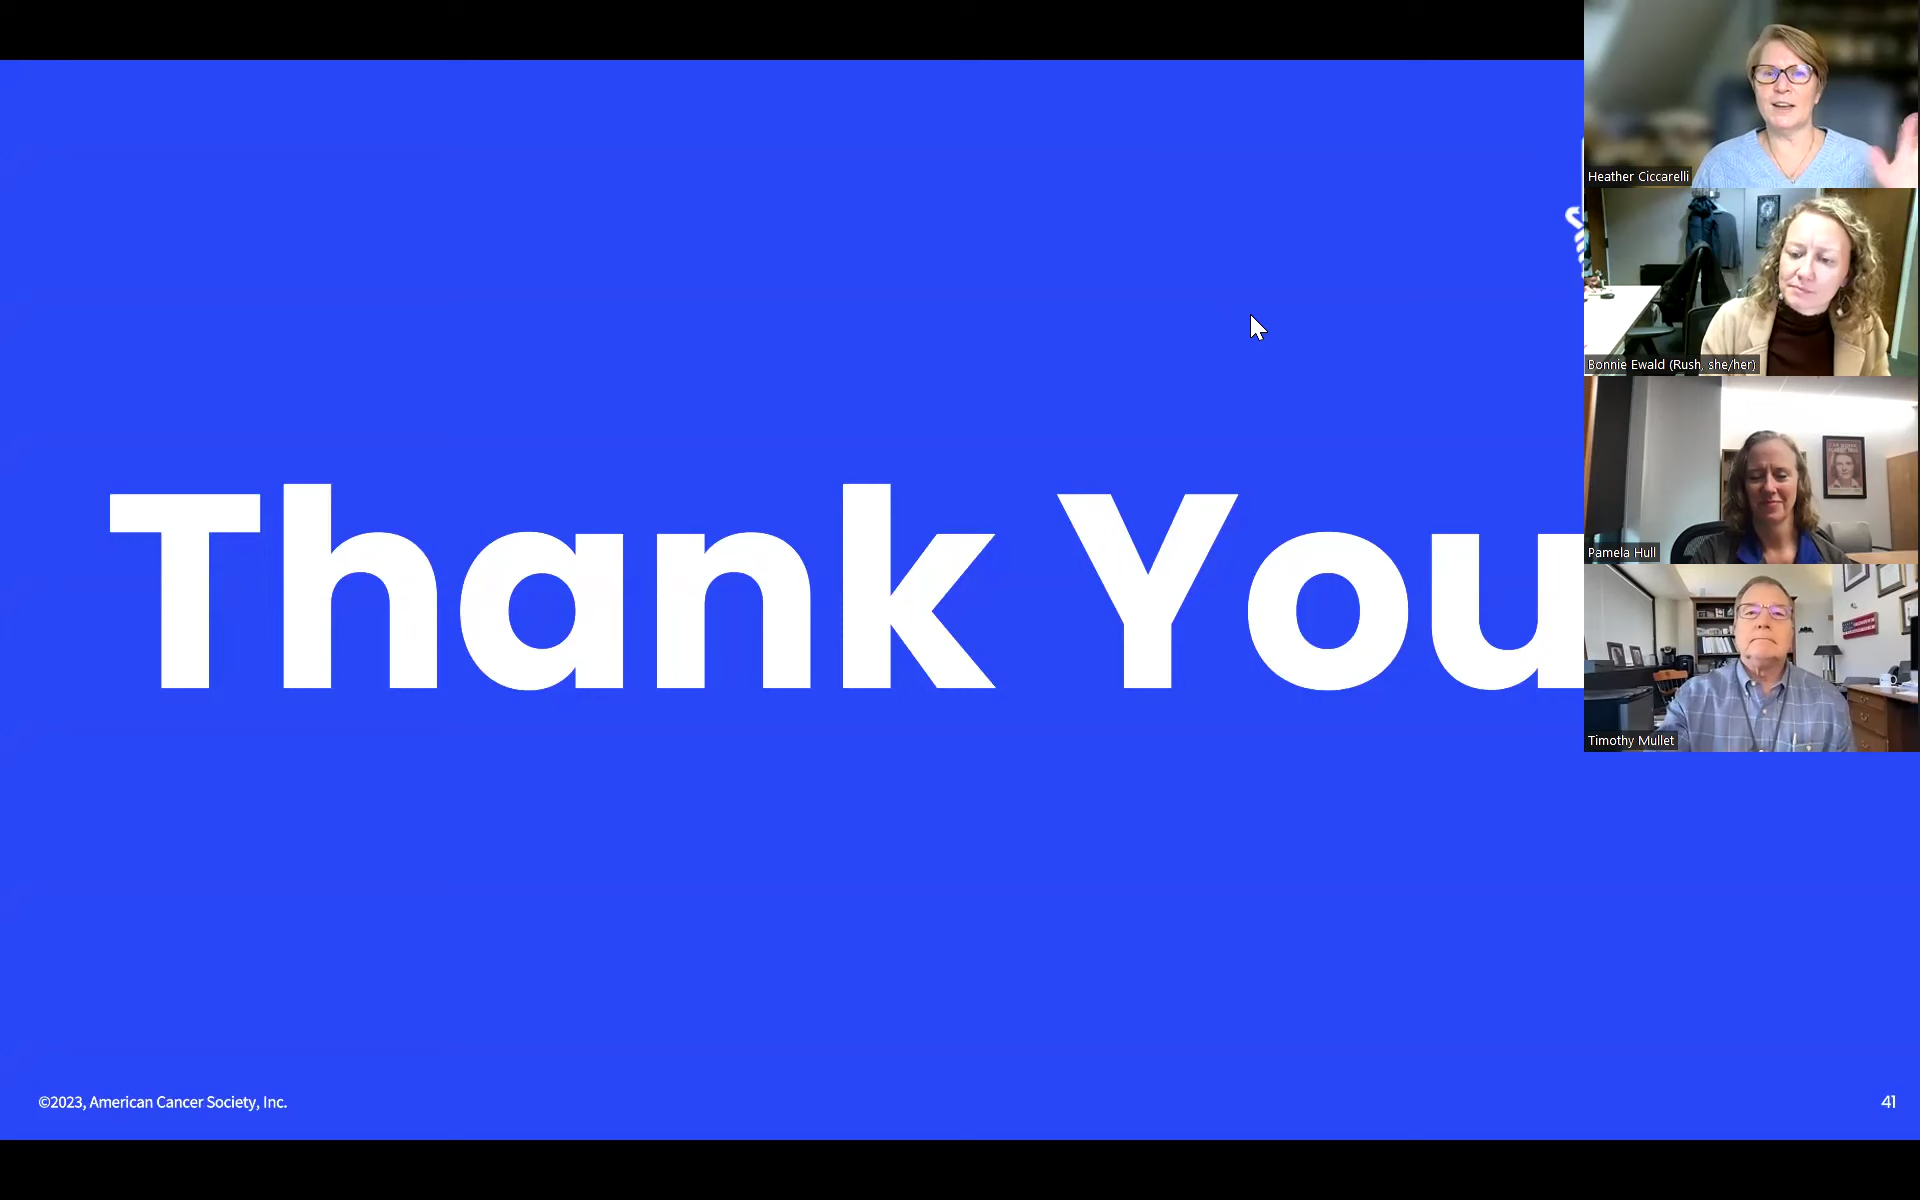 Thank You
©2023, American Cancer Society, Inc.
41
Heather Ciccarelli
Bonnie Ewald (Rush, she/her)
Pamela Hull
Timothy Mullet